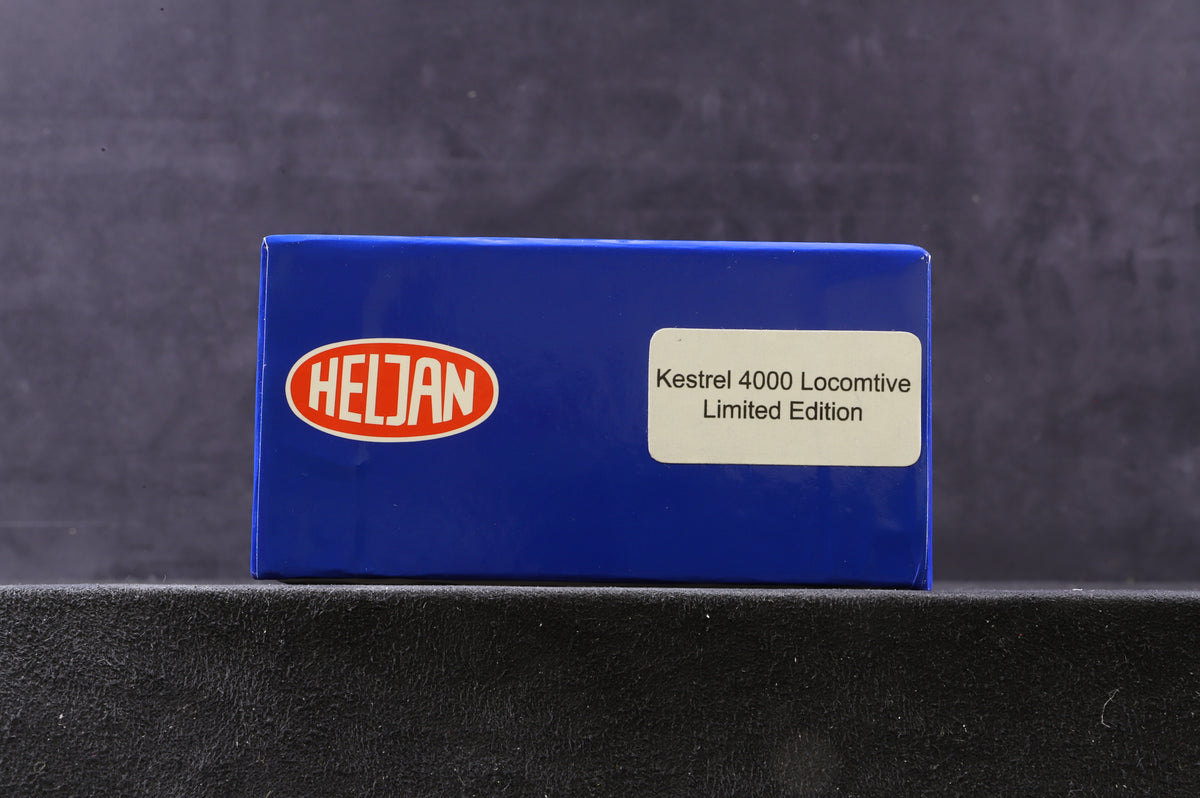 HELJAN
Kestrel 4000 Locomtive
Limited Edition